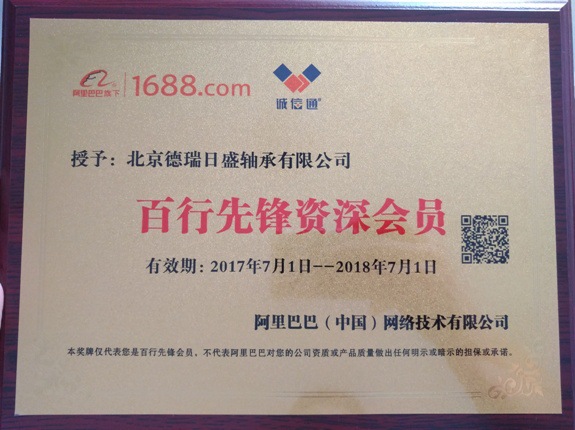 阿里巴巴旗下 1688.com 诚信通
授予：北京德瑞日盛轴承有限公司
百行先锋资深会员
有效期：2017年7月1日--2018年7月1日
阿里巴巴（中国）网络技术有限公司
本奖牌仅代表您是百行先锋会员，不代表阿里巴巴对您的公司资质或产品质量做出任何明示或暗示的担保或承诺。